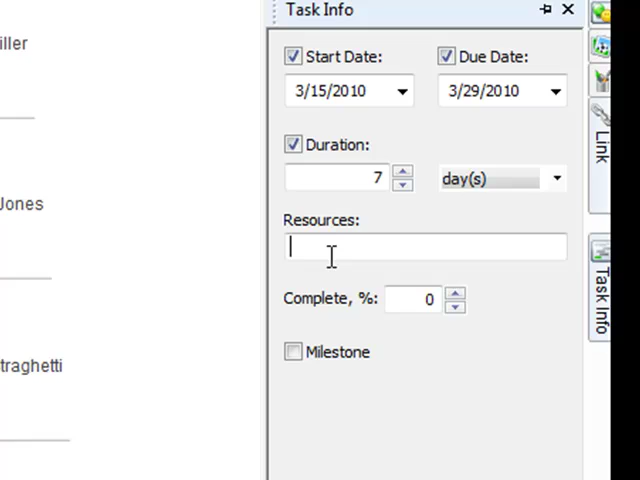 iller
Jones
traghetti
Task Info
Start Date:
Due Date:
3/15/2010
3/29/2010
Duration:
7
day(s)
Resources:
Complete, %:
0
Milestone
Link
Task Info